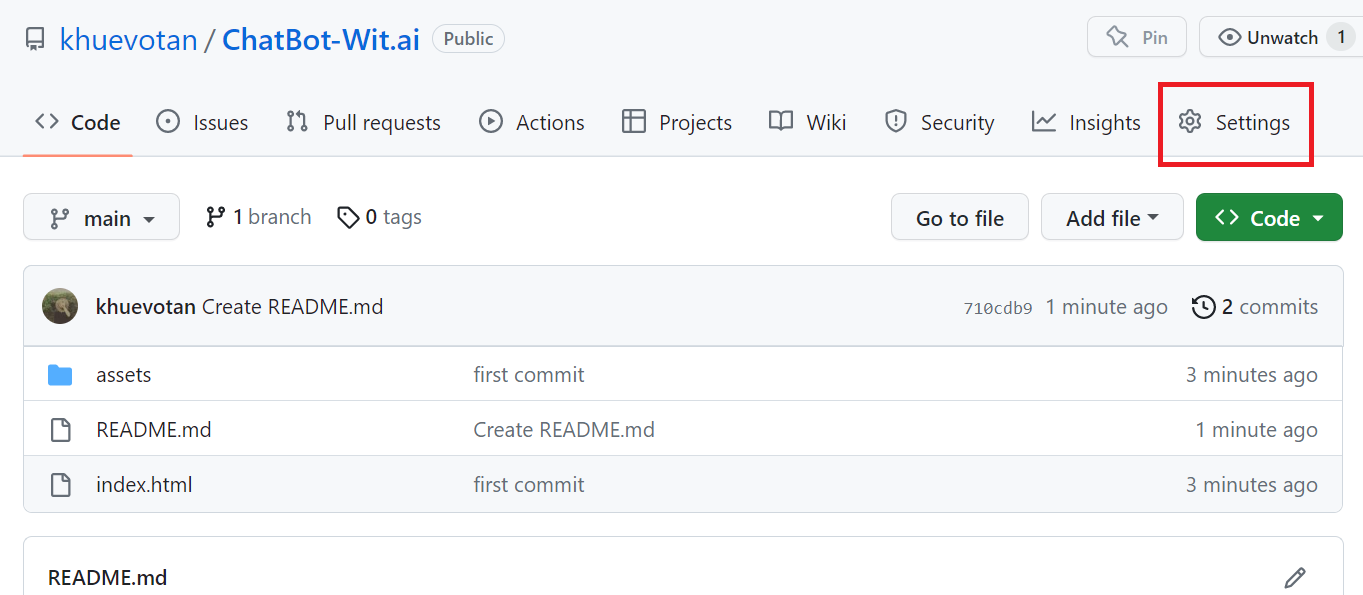 khuevotan / ChatBot-Wit.ai Public Pin Unwatch 1
Code Issues Pull requests Actions Projects Wiki Security Insights Settings
main 1 branch 0 tags Go to file Add file Code
khuevotan Create README.md 710cdb9 1 minute ago 2 commits
assets first commit 3 minutes ago
README.md Create README.md 1 minute ago
index.html first commit 3 minutes ago
README.md